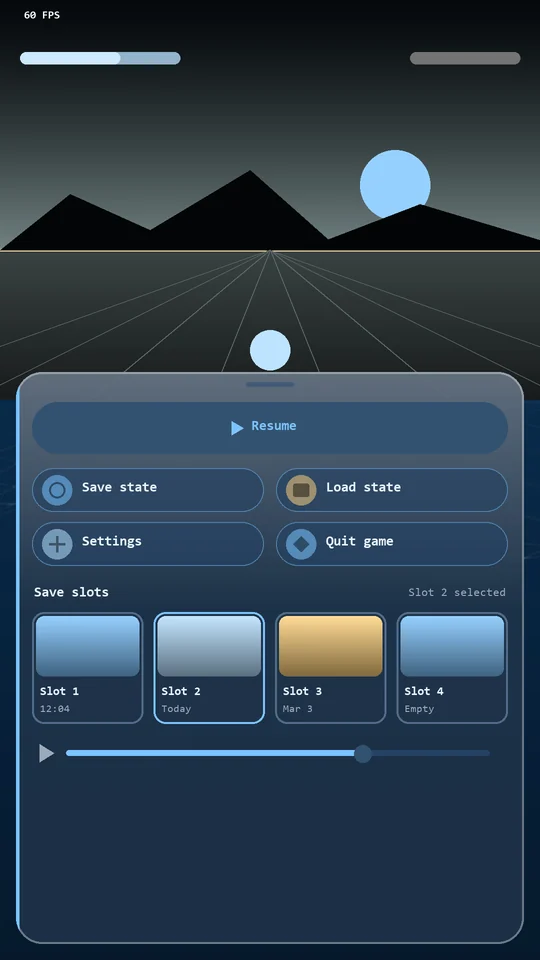 60 FPS
Resume
Save state
Load state
Settings
Quit game
Save slots
Slot 2 selected
Slot 1
12:04
Slot 2
Today
Slot 3
Mar 3
Slot 4
Empty